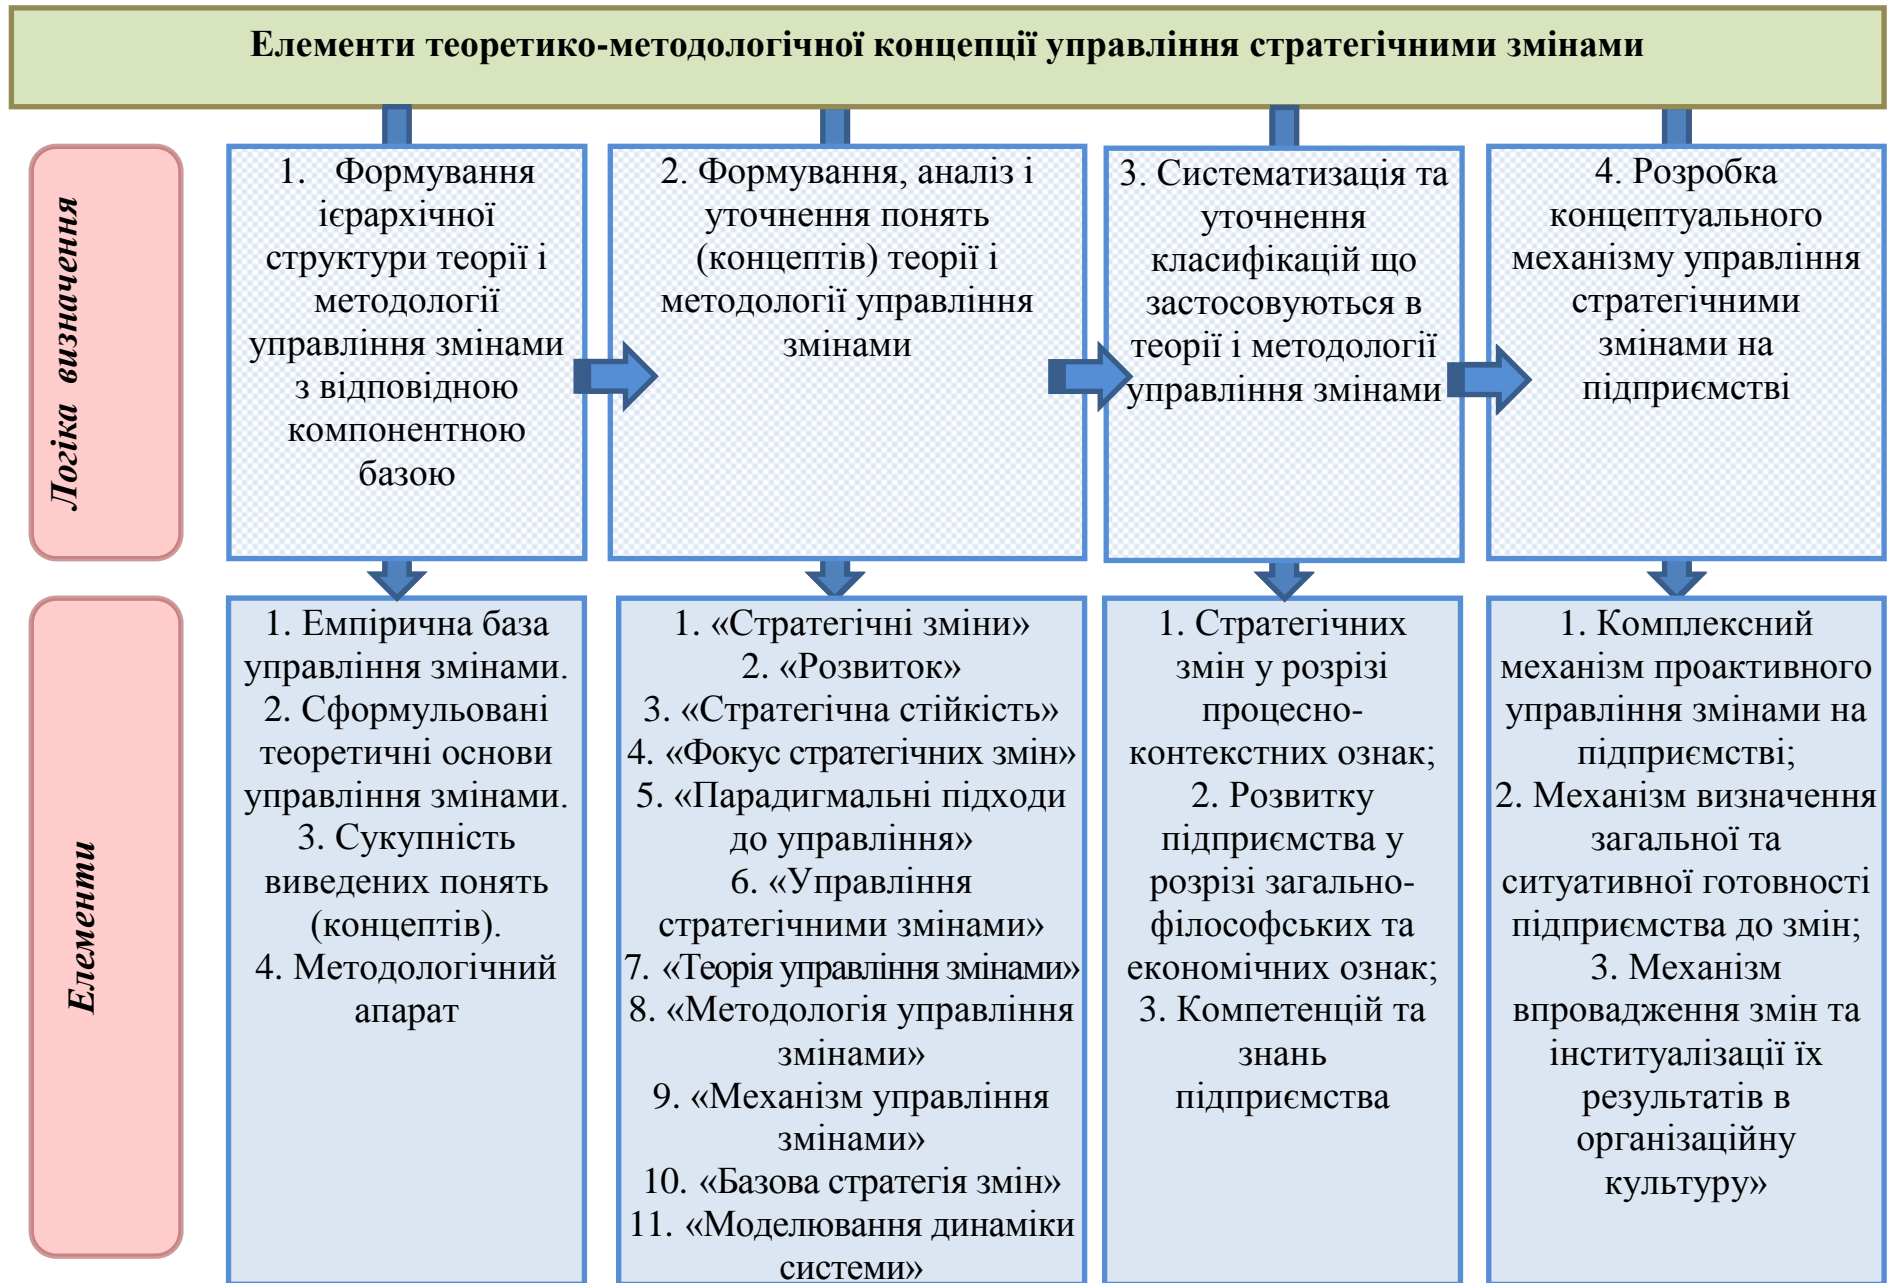 Елементи теоретико-методологічної концепції управління стратегічними змінами
Логіка визначення
1. Формування
ієрархічної
структури теорії і
методології
управління змінами
з відповідною
компонентною
базою
2. Формування, аналіз і
уточнення понять
(концептів) теорії і
методології управління
змінами
3. Систематизація та
уточнення
класифікацій що
застосовуються в
теорії і методології
управління змінами
4. Розробка
концептуального
механізму управління
стратегічними
змінами на
підприємстві
Елементи
1. Емпірична база
управління змінами.
2. Сформульовані
теоретичні основи
управління змінами.
3. Сукупність
виведених понять
(концептів).
4. Методологічний
апарат
1. «Стратегічні зміни»
2. «Розвиток»
3. «Стратегічна стійкість»
4. «Фокус стратегічних змін»
5. «Парадигмальні підходи
до управління»
6. «Управління
стратегічними змінами»
7. «Теорія управління змінами»
8. «Методологія управління
змінами»
9. «Механізм управління
змінами»
10. «Базова стратегія змін»
11. «Моделювання динаміки
системи»
1. Стратегічних
змін у розрізі
процесно-
контекстних ознак;
2. Розвитку
підприємства у
розрізі загально-
філософських та
економічних ознак;
3. Компетенцій та
знань
підприємства
1. Комплексний
механізм проактивного
управління змінами на
підприємстві;
2. Механізм визначення
загальної та
ситуативної готовності
підприємства до змін;
3. Механізм
впровадження змін та
інституалізації їх
результатів в
організаційну
культуру»